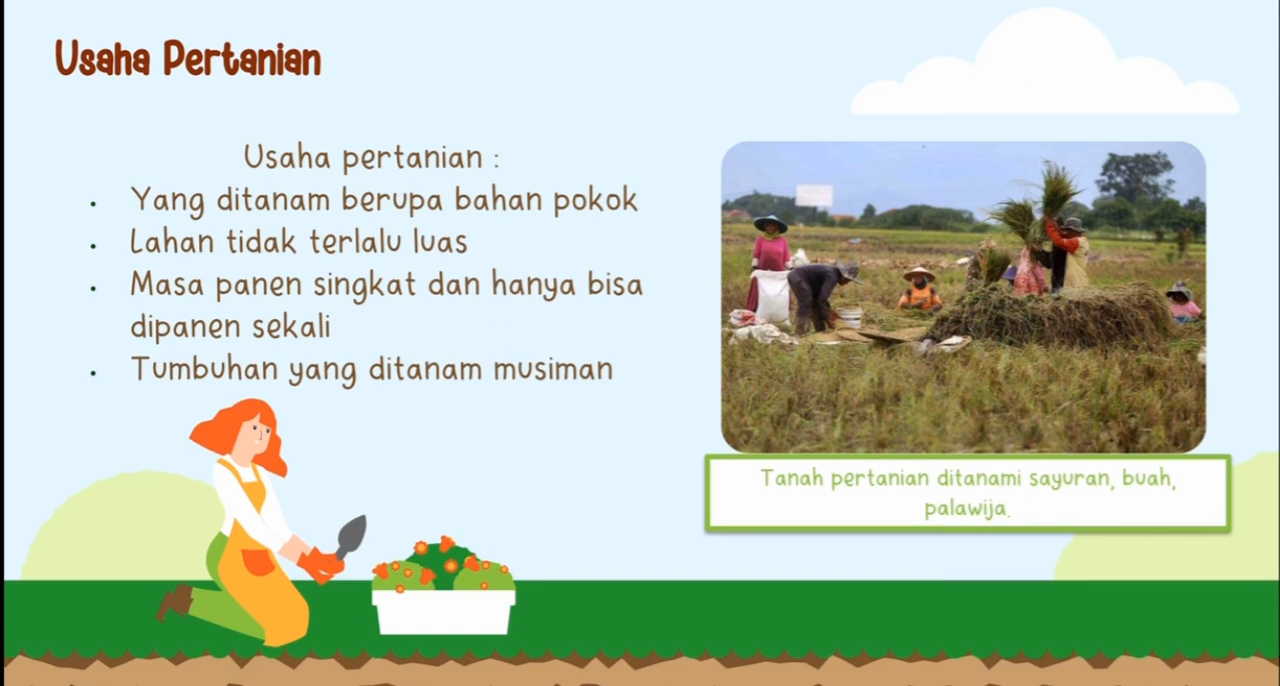 Usaha Pertanian
Usaha pertanian :
• Yang ditanam berupa bahan pokok
• Lahan tidak terlalu luas
• Masa panen singkat dan hanya bisa
dipanen sekali
• Tumbuhan yang ditanam musiman
Tanah pertanian ditanami sayuran, buah,
palawija.